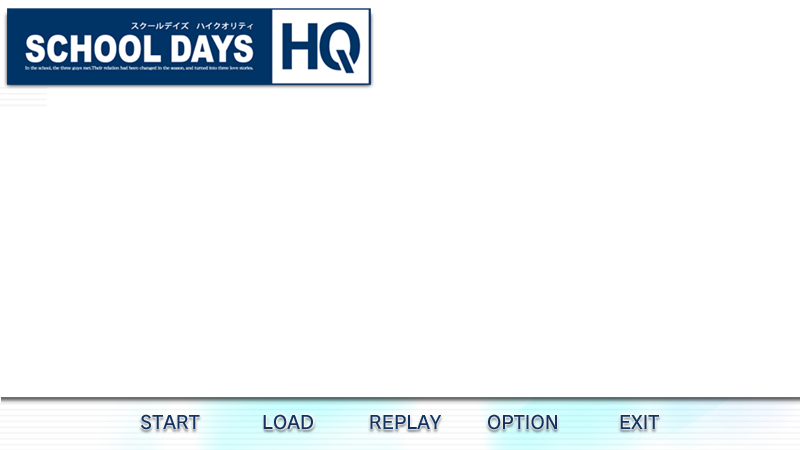 スクールデイズ ハイクオリティ
SCHOOL DAYS HQ
In the school, the three guys met.Their relation had been changed in the season, and turned into three love stories.
START LOAD REPLAY OPTION EXIT